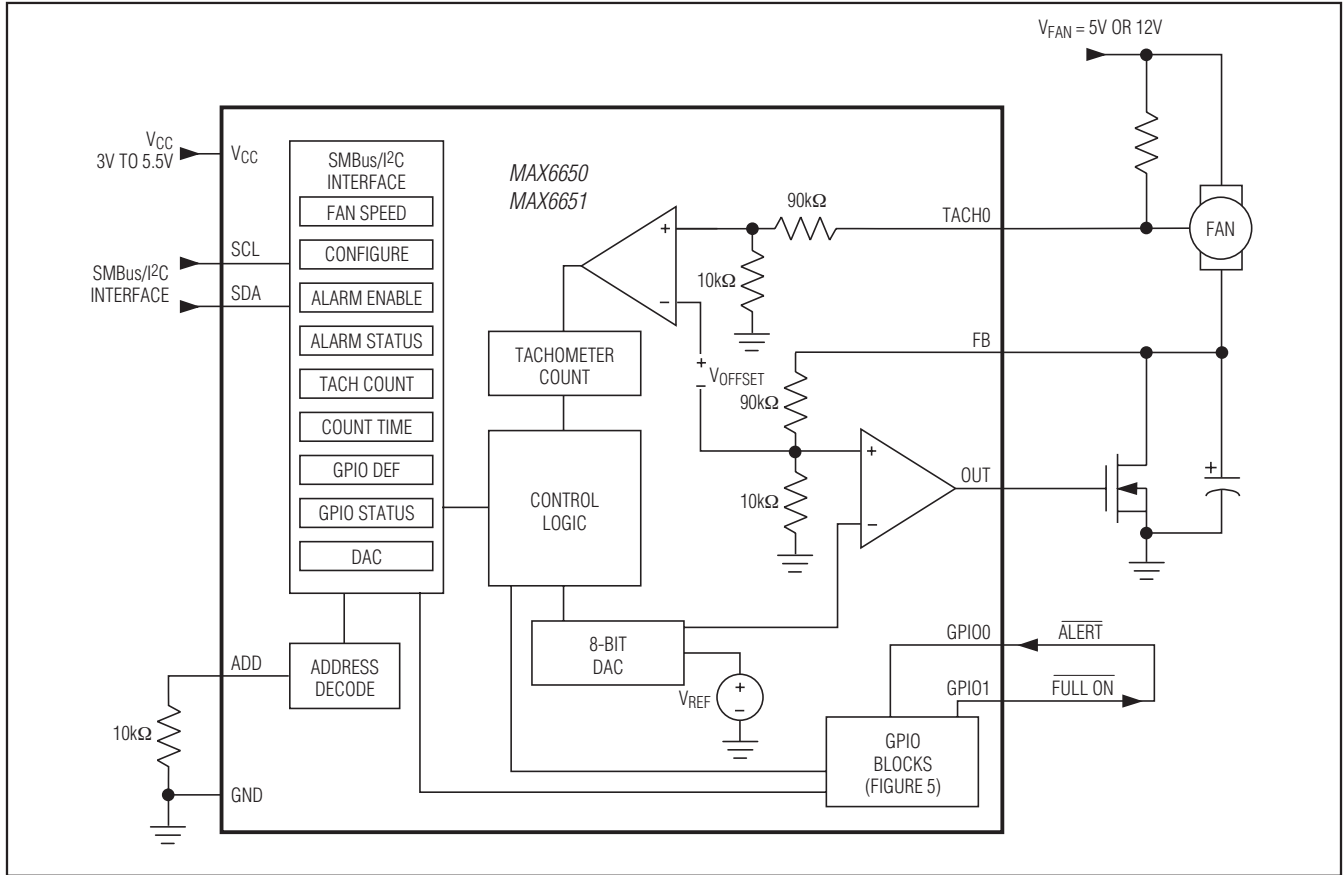 VFAN = 5V OR 12V
VCC
3V TO 5.5V
VCC
SMBus/I2C
INTERFACE
FAN SPEED
CONFIGURE
ALARM ENABLE
ALARM STATUS
TACH COUNT
COUNT TIME
GPIO DEF
GPIO STATUS
DAC
MAX6650
MAX6651
90kΩ
TACH0
FAN
SCL
SMBus/I2C
INTERFACE
SDA
+
10kΩ
−
TACHOMETER
COUNT
+
VOFFSET
−
FB
90kΩ
+
10kΩ
−
OUT
+
CONTROL
LOGIC
8-BIT
DAC
VREF
+
−
ADD
ADDRESS
DECODE
10kΩ
GND
GPIO0
ALERT
GPIO1
FULL ON
GPIO
BLOCKS
(FIGURE 5)